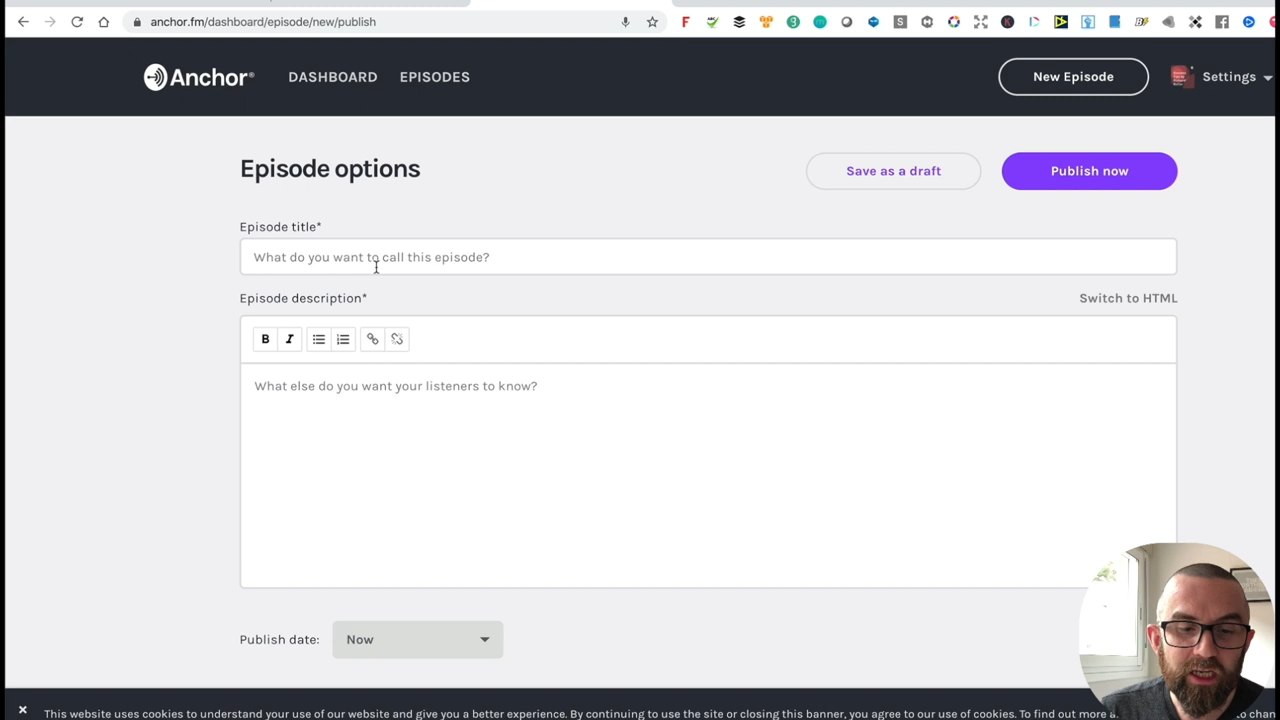 anchor.fm/dashboard/episode/new/publish
Anchor®
DASHBOARD
EPISODES
New Episode
Settings
Episode options
Save as a draft
Publish now
Episode title*
What do you want to call this episode?
Episode description*
Switch to HTML
B I
What else do you want your listeners to know?
Publish date:
Now
This website uses cookies to understand your use of our website and give you a better experience. By continuing to use the site or closing this banner, you agree to our use of cookies. To find out more a
to chan